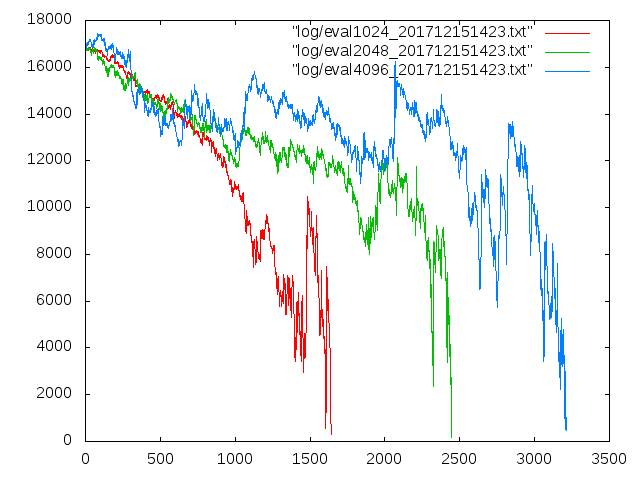 18000
16000
14000
12000
10000
8000
6000
4000
2000
0
"log/eval1024_201712151423.txt"
"log/eval2048_201712151423.txt"
"log/eval4096_201712151423.txt"
0 500 1000 1500 2000 2500 3000 3500